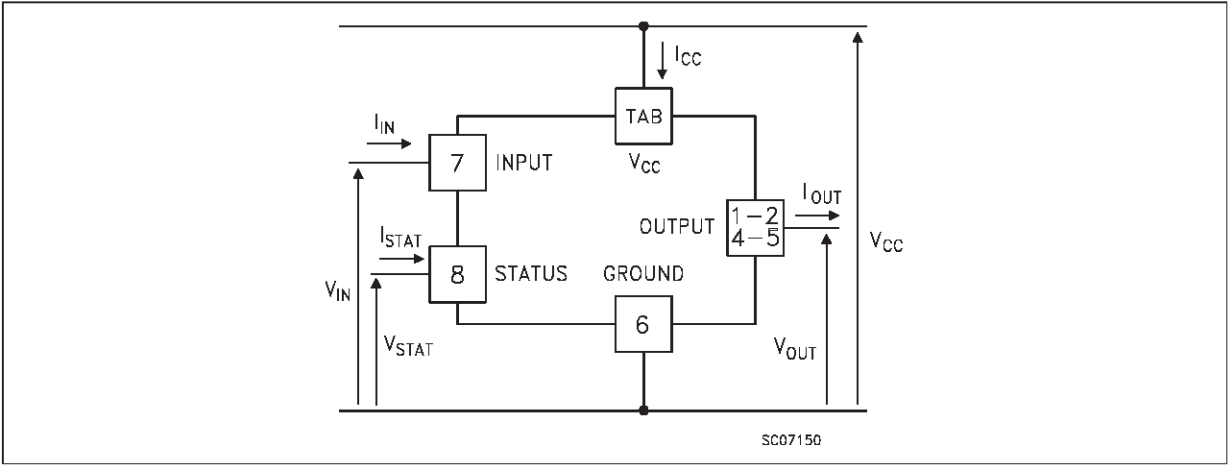 I_CC
TAB
V_CC
I_IN
7 INPUT
I_OUT
OUTPUT
1-2
4-5
V_CC
I_STAT
8 STATUS
GROUND
6
V_IN
V_STAT
V_OUT
SC07150